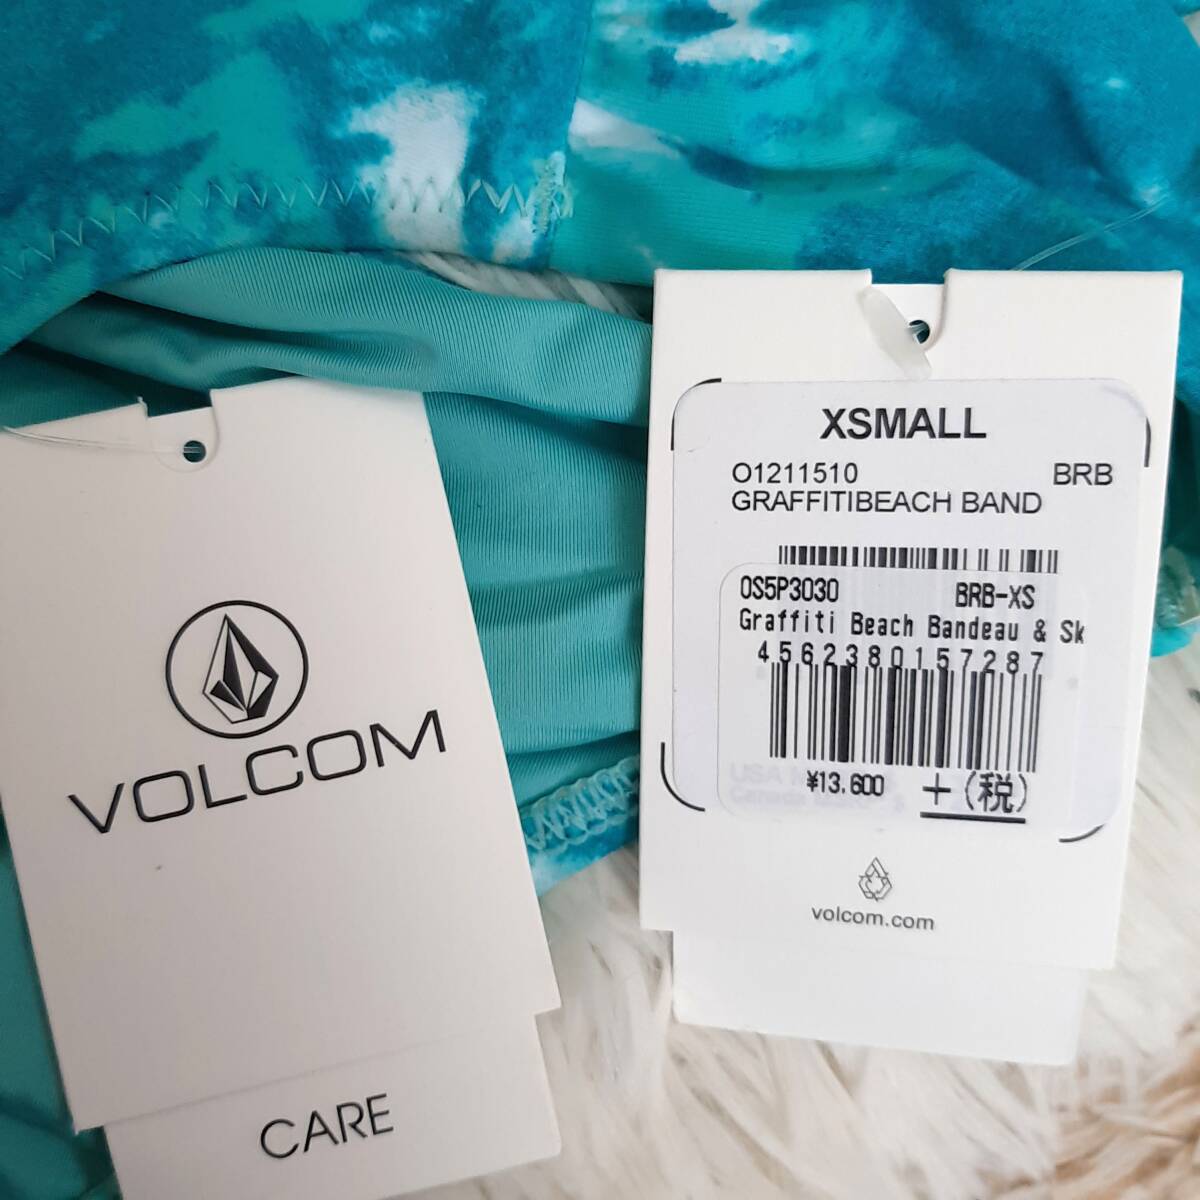 VOLCOM
CARE
XSMALL
O1211510 BRB
GRAFFITIBEACH BAND
OS5P3030 BRB-XS
Graffiti Beach Bandeau & Sk
4562380157287
¥13,600 +(税)
volcom.com